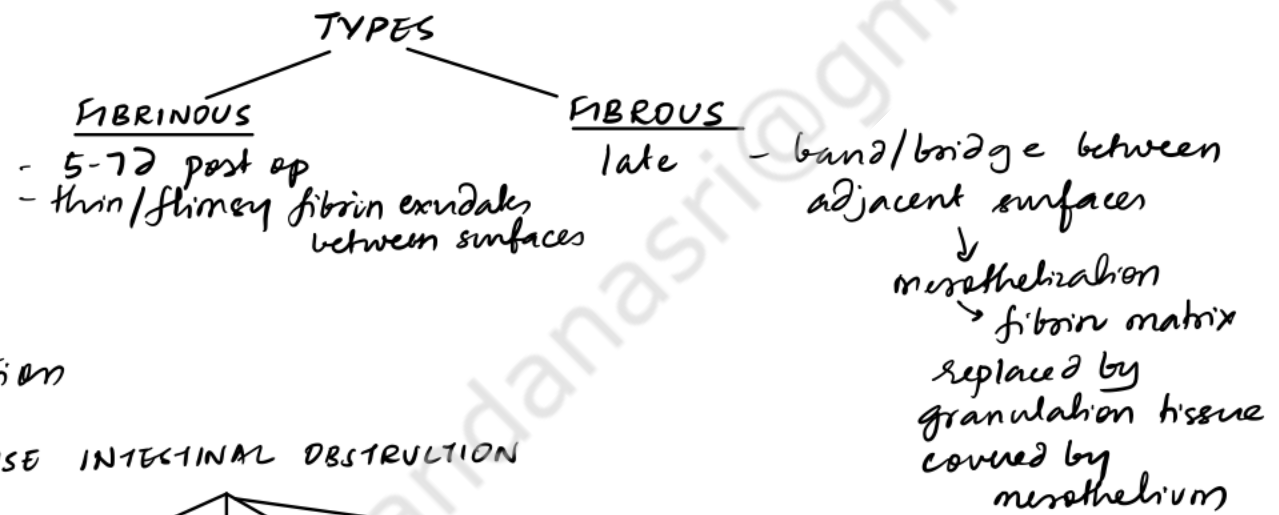 TYPES
FIBRINOUS
- 5-7d post op
- thin/flimsy fibrin exudates
between surfaces
FIBROUS
late - band/bridge between
adjacent surfaces
↓
mesothelization
↳ fibrin matrix
replaced by
granulation tissue
covered by
mesothelium
SE INTESTINAL OBSTRUCTION